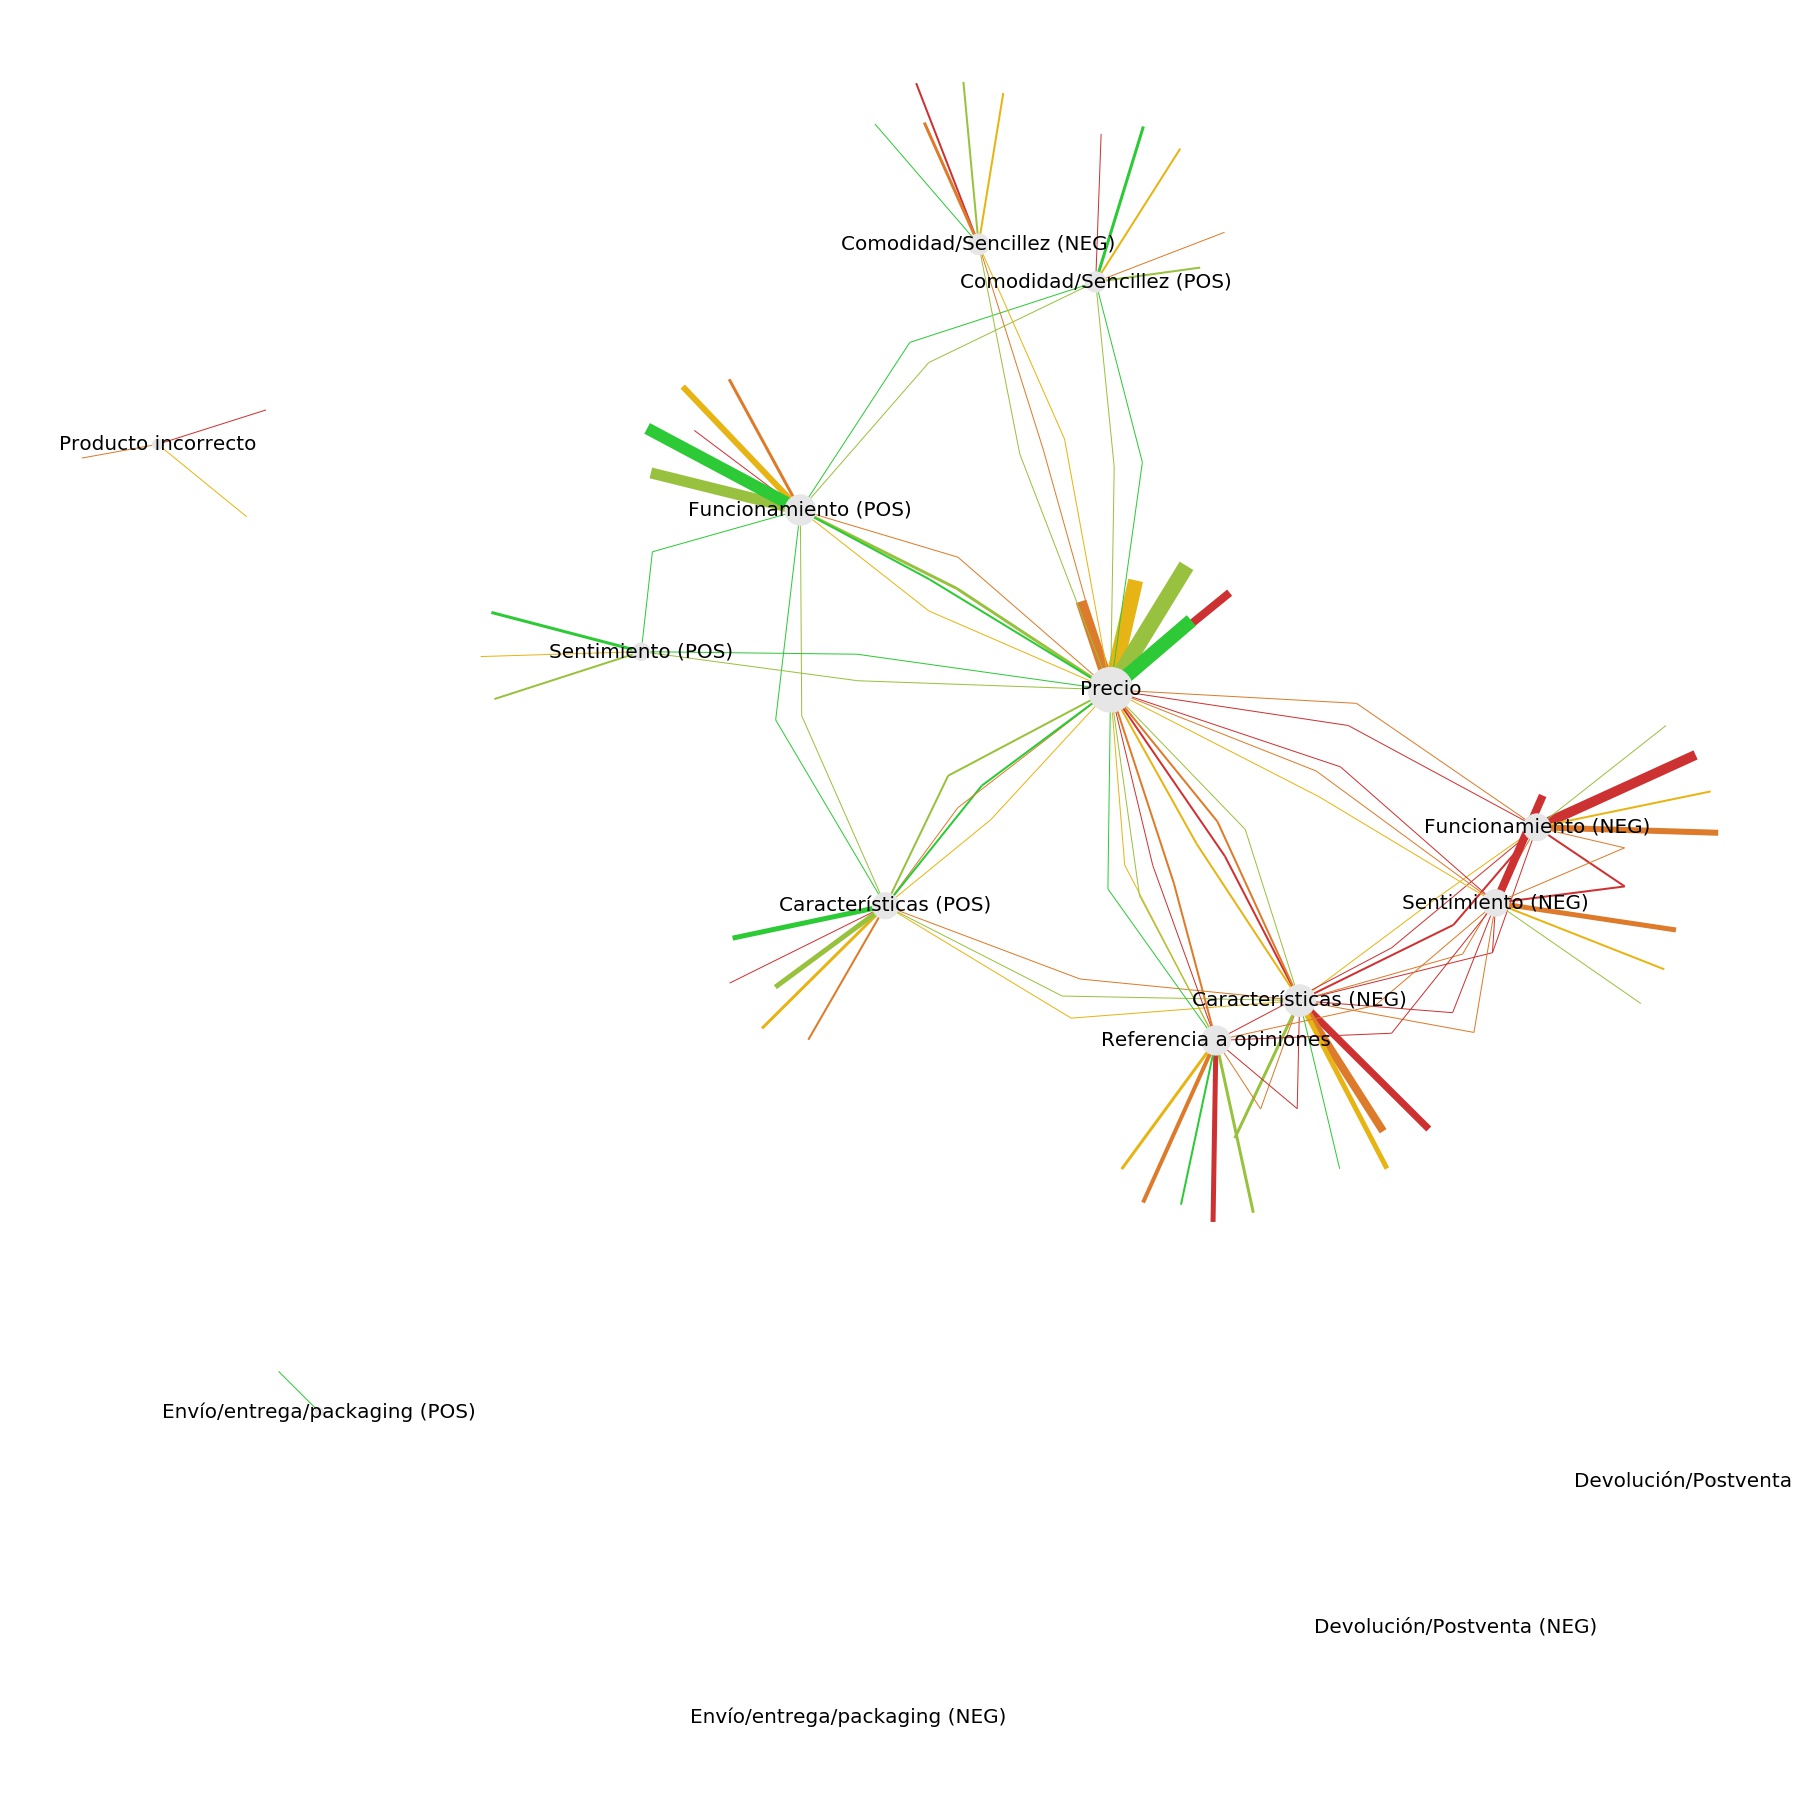 Comodidad/Sencillez (NEG)
Comodidad/Sencillez (POS)
Producto incorrecto
Funcionamiento (POS)
Sentimiento (POS)
Precio
Funcionamiento (NEG)
Sentimiento (NEG)
Características (POS)
Características (NEG)
Referencia a opiniones
Envío/entrega/packaging (POS)
Devolución/Postventa
Devolución/Postventa (NEG)
Envío/entrega/packaging (NEG)